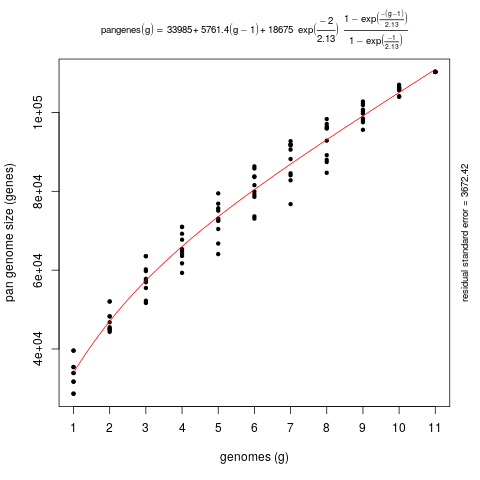 pangenes(g) = 33985+ 5761.4(g−1)+ 18675 exp(−2/2.13) (1−exp(−(g−1)/2.13))/(1−exp(−1/2.13))
pan genome size (genes)
1e+05
8e+04
6e+04
4e+04
residual standard error = 3672.42
1 2 3 4 5 6 7 8 9 10 11
genomes (g)